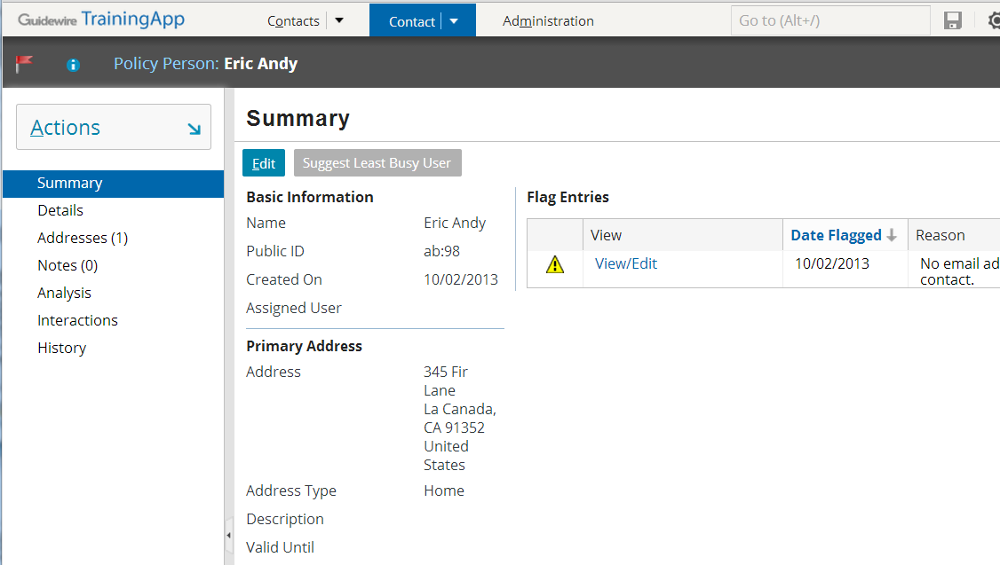 Guidewire TrainingApp
Contacts
Contact
Administration
Go to (Alt+/)
Policy Person: Eric Andy
Actions
Summary
Details
Addresses (1)
Notes (0)
Analysis
Interactions
History
Summary
Edit
Suggest Least Busy User
Basic Information
Name Eric Andy
Public ID ab:98
Created On 10/02/2013
Assigned User
Primary Address
Address 345 Fir
Lane
La Canada,
CA 91352
United
States
Address Type Home
Description
Valid Until
Flag Entries
View Date Flagged Reason
View/Edit 10/02/2013 No email ad
contact.